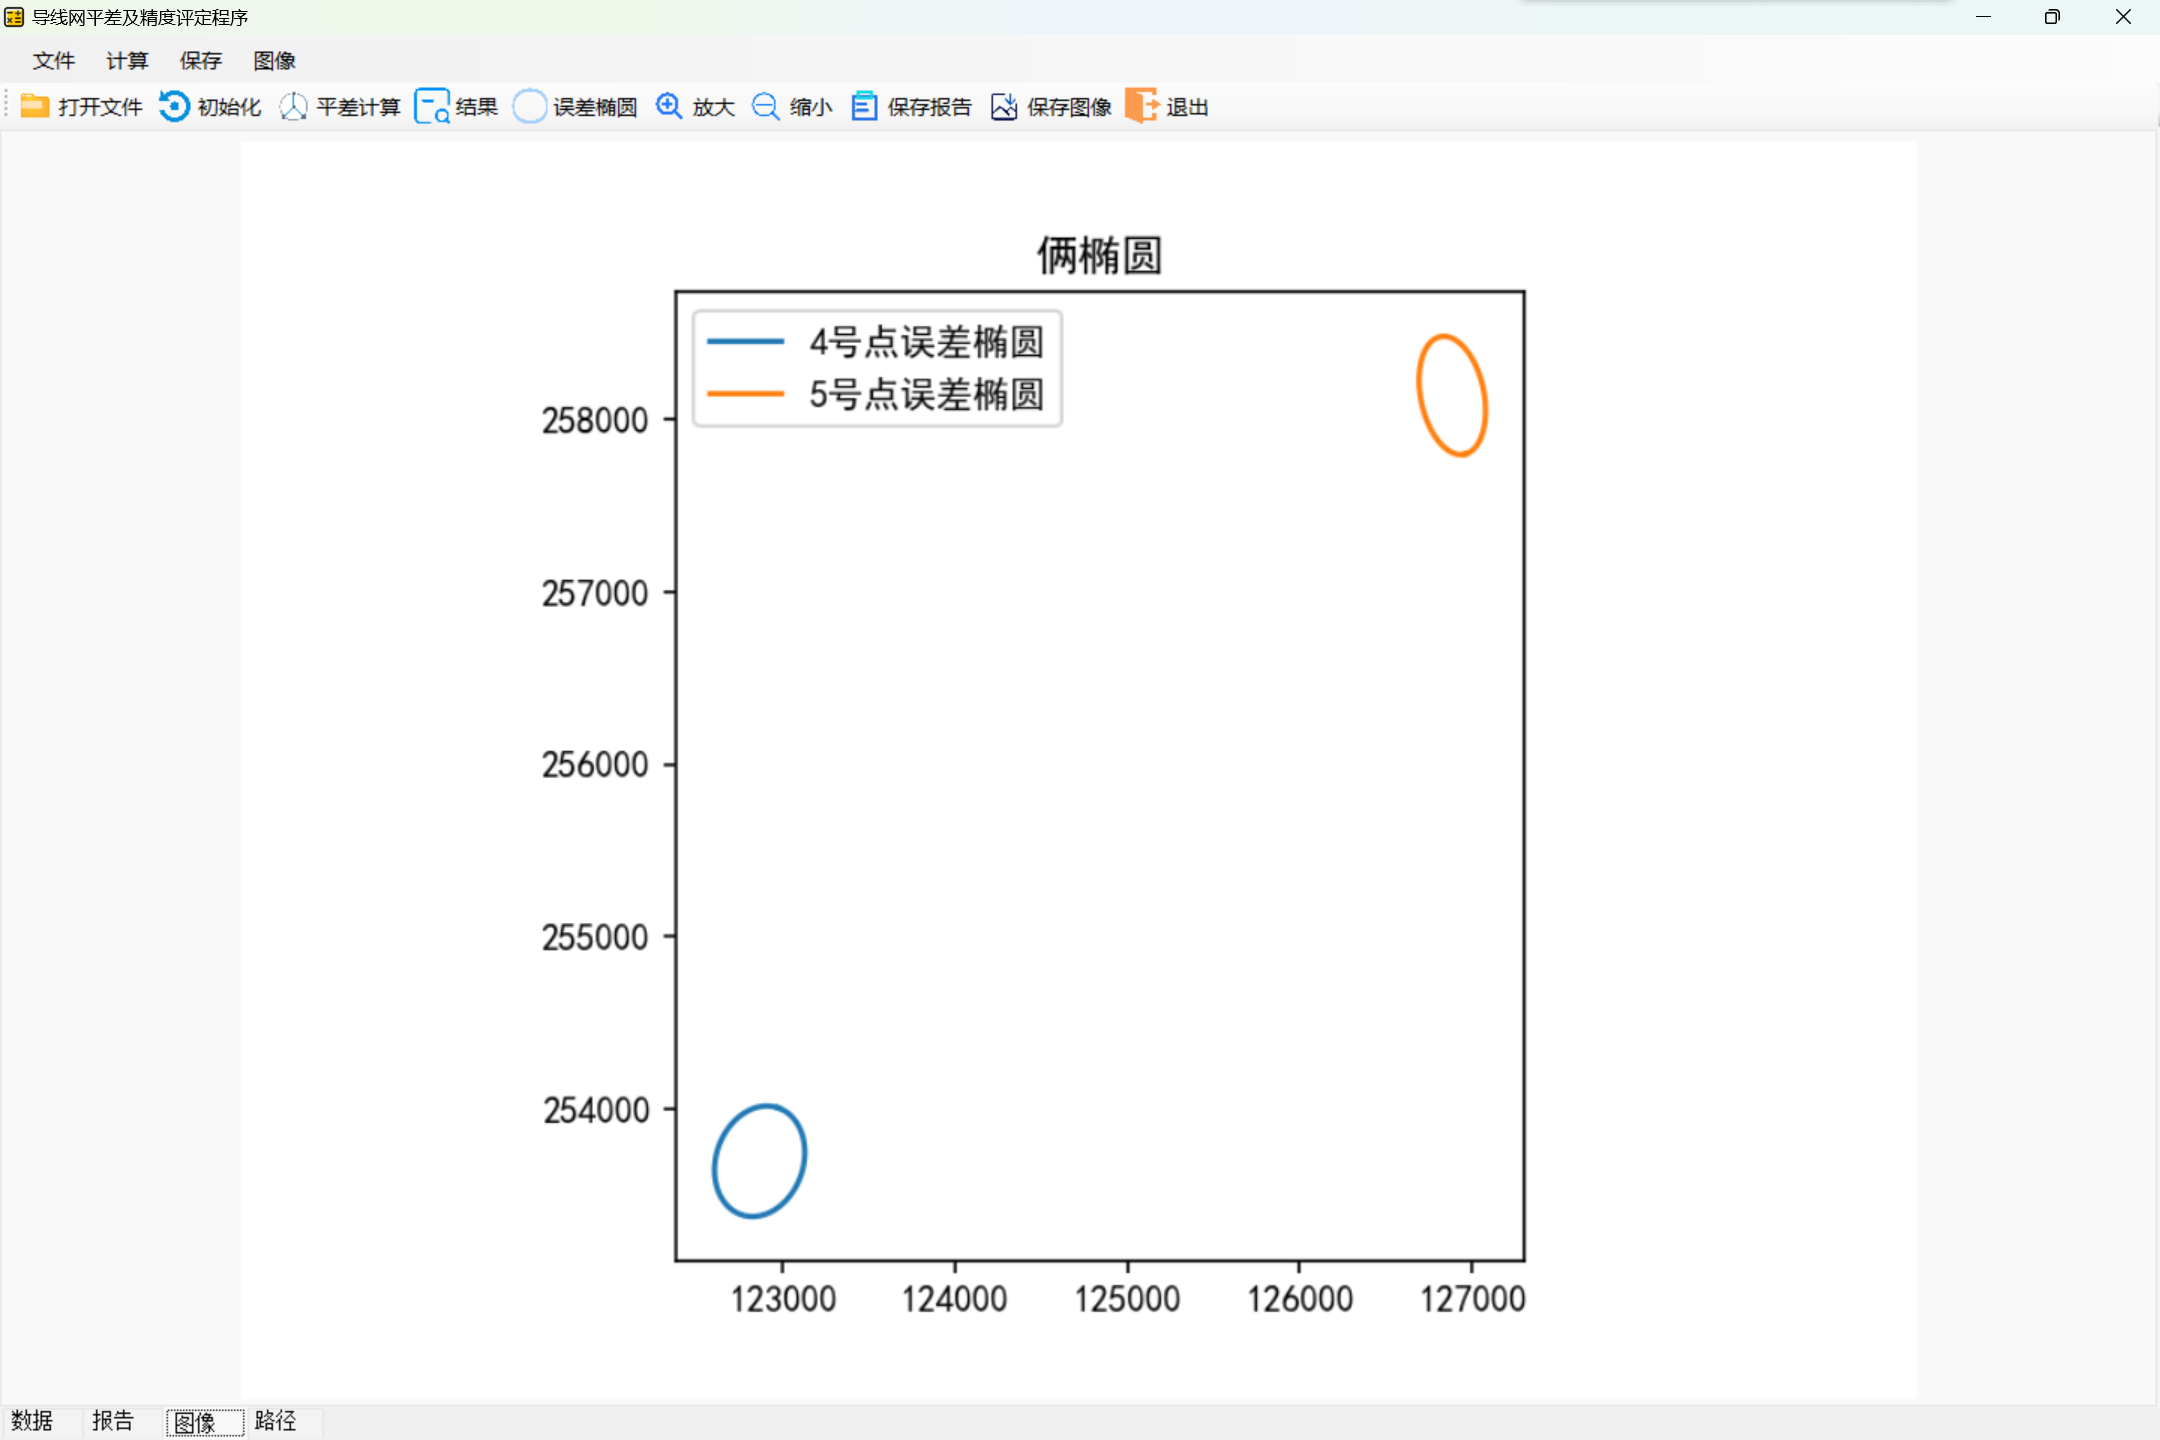 导线网平差及精度评定程序
文件 计算 保存 图像
打开文件 初始化 平差计算 结果 误差椭圆 放大 缩小 保存报告 保存图像 退出
俩椭圆
4号点误差椭圆
5号点误差椭圆
258000
257000
256000
255000
254000
123000 124000 125000 126000 127000
数据 报告 图像 路径